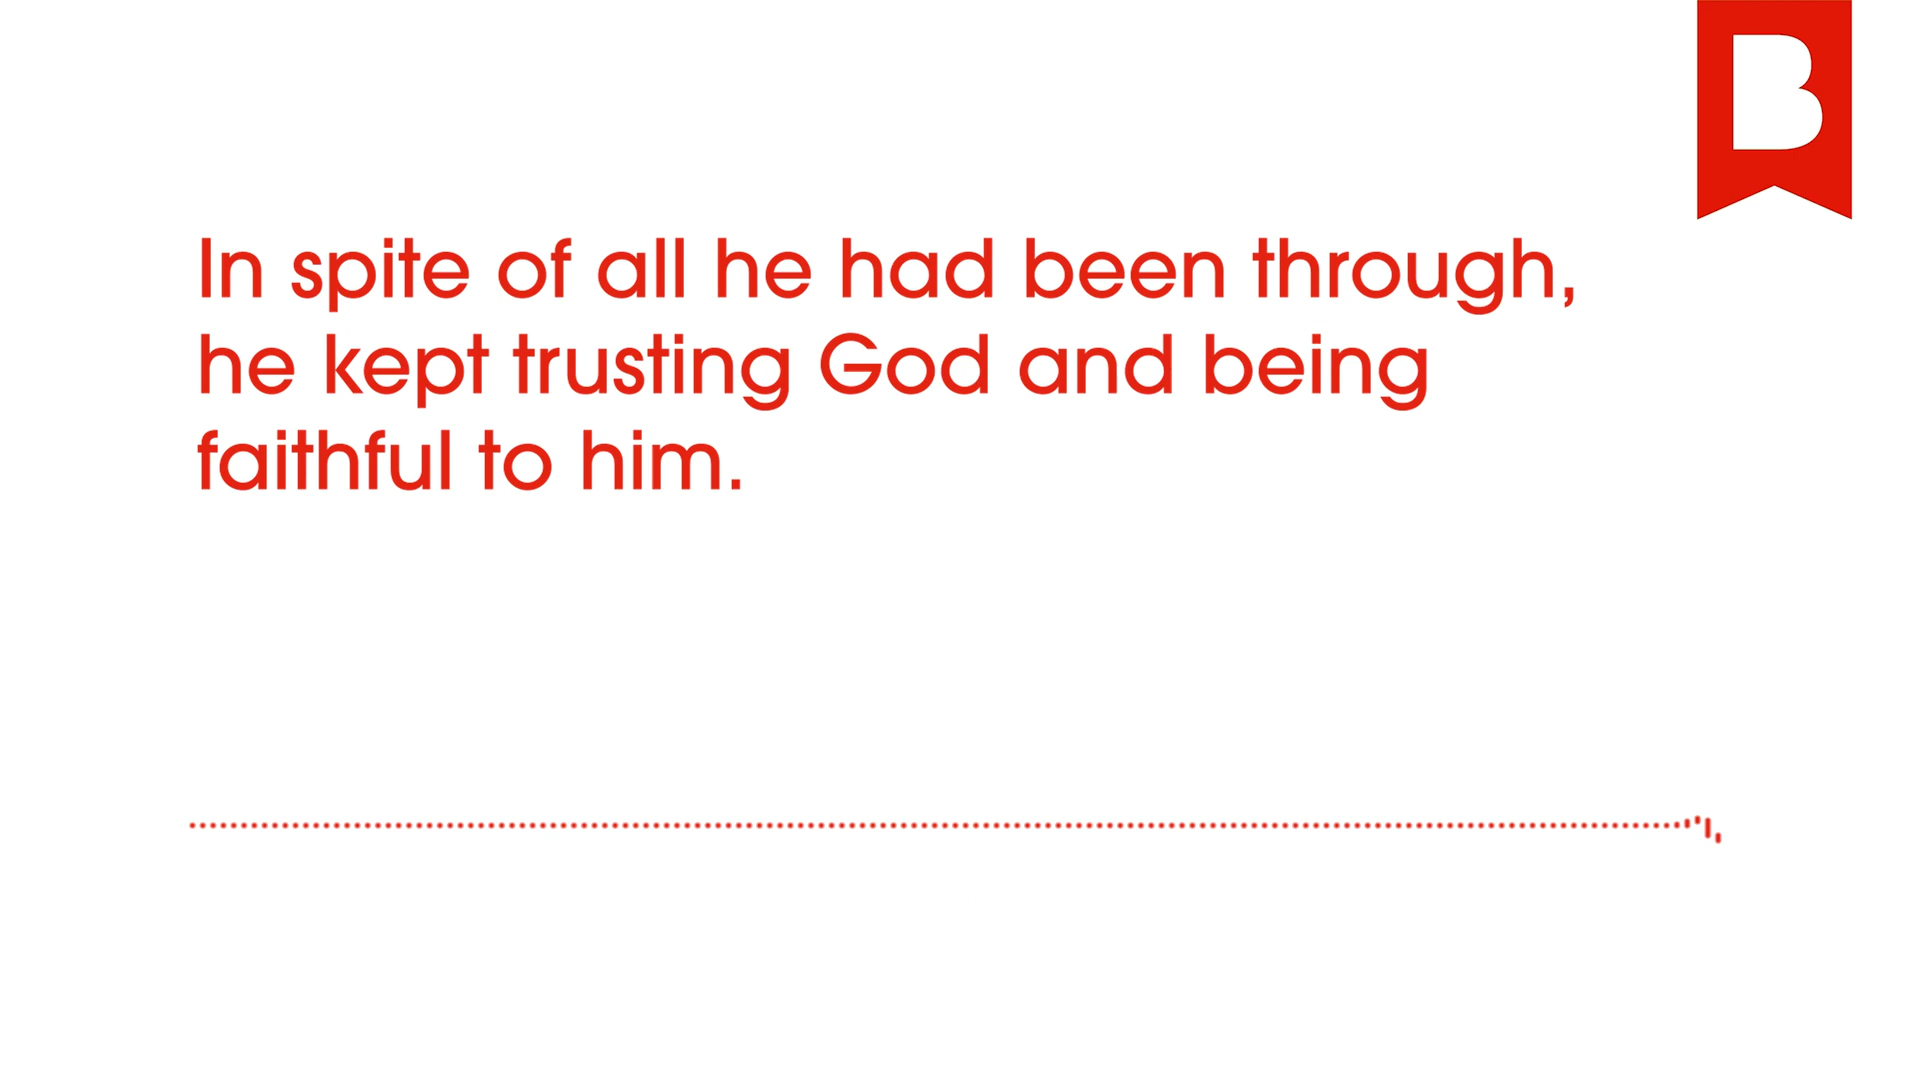 B
In spite of all he had been through,
he kept trusting God and being
faithful to him.